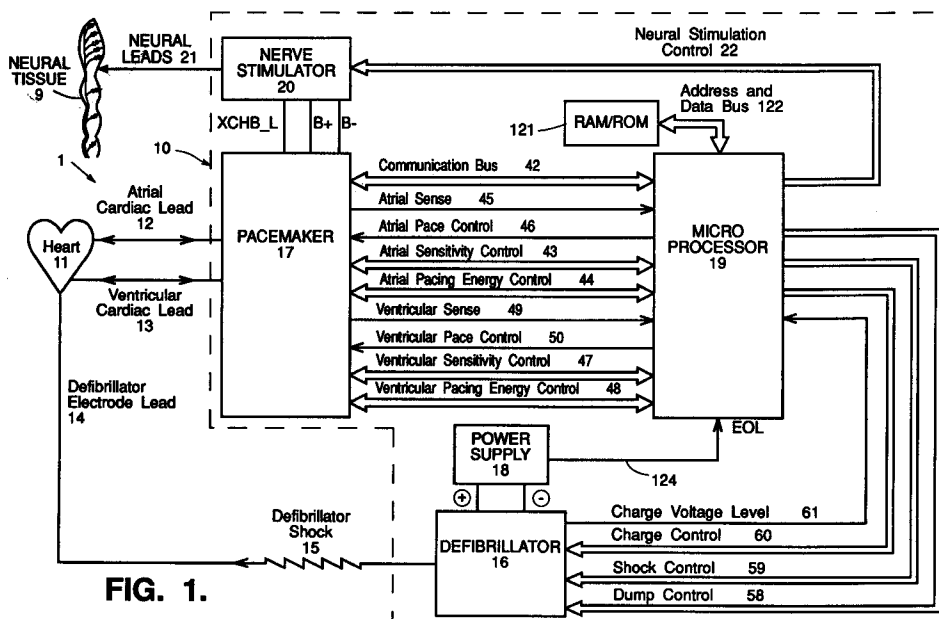 NEURAL
LEADS 21
NEURAL
TISSUE
9
NERVE
STIMULATOR
20
Neural Stimulation
Control 22
Address and
Data Bus 122
RAM/ROM
121
XCHB_L
B+
B-
10
1
Atrial
Cardiac Lead
12
Heart
11
Ventricular
Cardiac Lead
13
PACEMAKER
17
Communication Bus 42
Atrial Sense 45
Atrial Pace Control 46
Atrial Sensitivity Control 43
Atrial Pacing Energy Control 44
Ventricular Sense 49
Ventricular Pace Control 50
Ventricular Sensitivity Control 47
Ventricular Pacing Energy Control 48
MICRO
PROCESSOR
19
Defibrillator
Electrode Lead
14
POWER
SUPPLY
18
EOL
124
+
-
Defibrillator
Shock
15
DEFIBRILLATOR
16
Charge Voltage Level 61
Charge Control 60
Shock Control 59
Dump Control 58
FIG. 1.